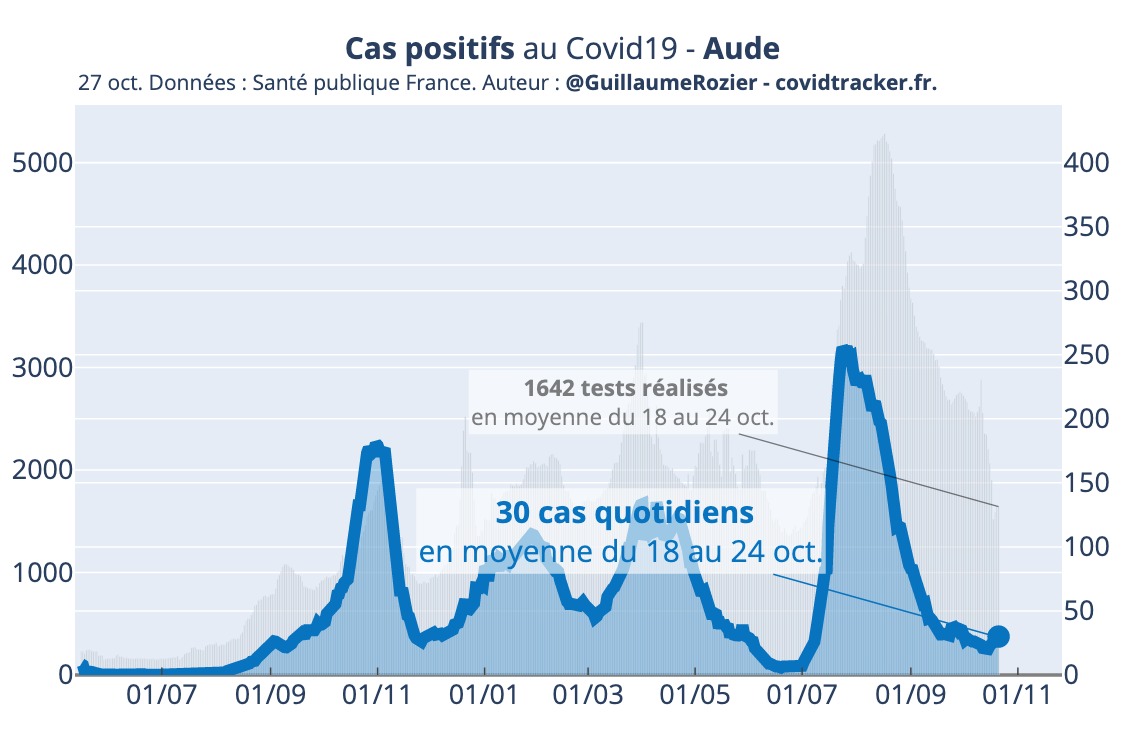 Cas positifs au Covid19 - Aude
27 oct. Données : Santé publique France. Auteur : @GuillaumeRozier - covidtracker.fr.
5000
4000
3000
2000
1000
0
400
350
300
250
200
150
100
50
0
1642 tests réalisés
en moyenne du 18 au 24 oct.
30 cas quotidiens
en moyenne du 18 au 24 oct.
01/07 01/09 01/11 01/01 01/03 01/05 01/07 01/09 01/11